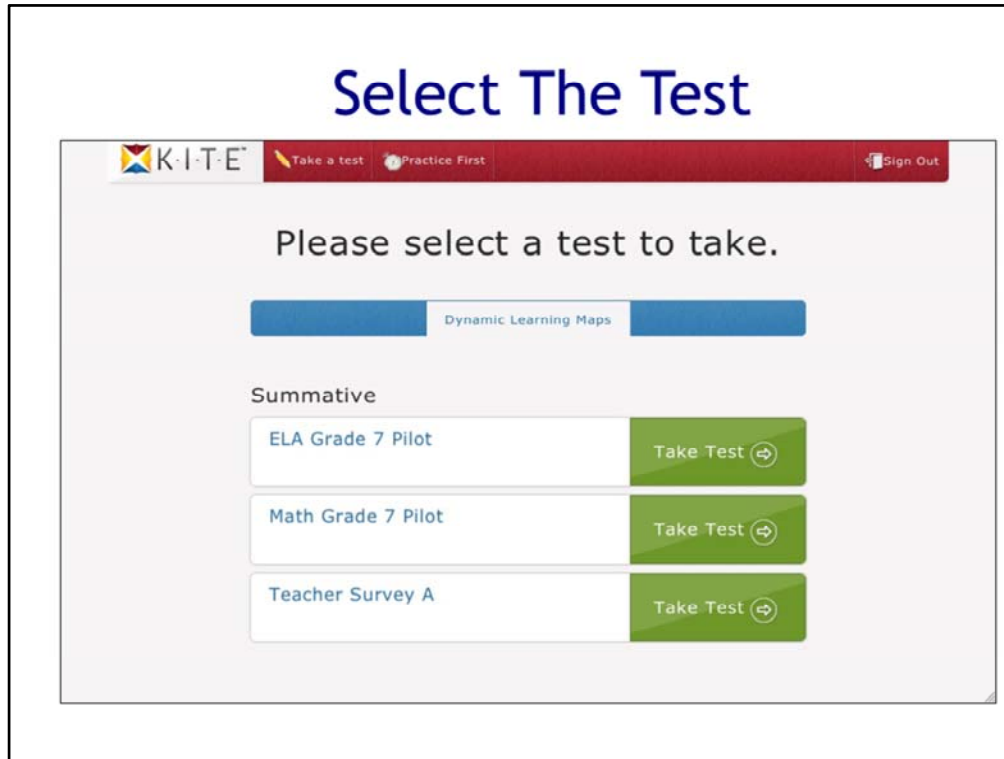 Select The Test
K·I·T·E™ Take a test Practice First Sign Out
Please select a test to take.
Dynamic Learning Maps
Summative
ELA Grade 7 Pilot Take Test
Math Grade 7 Pilot Take Test
Teacher Survey A Take Test